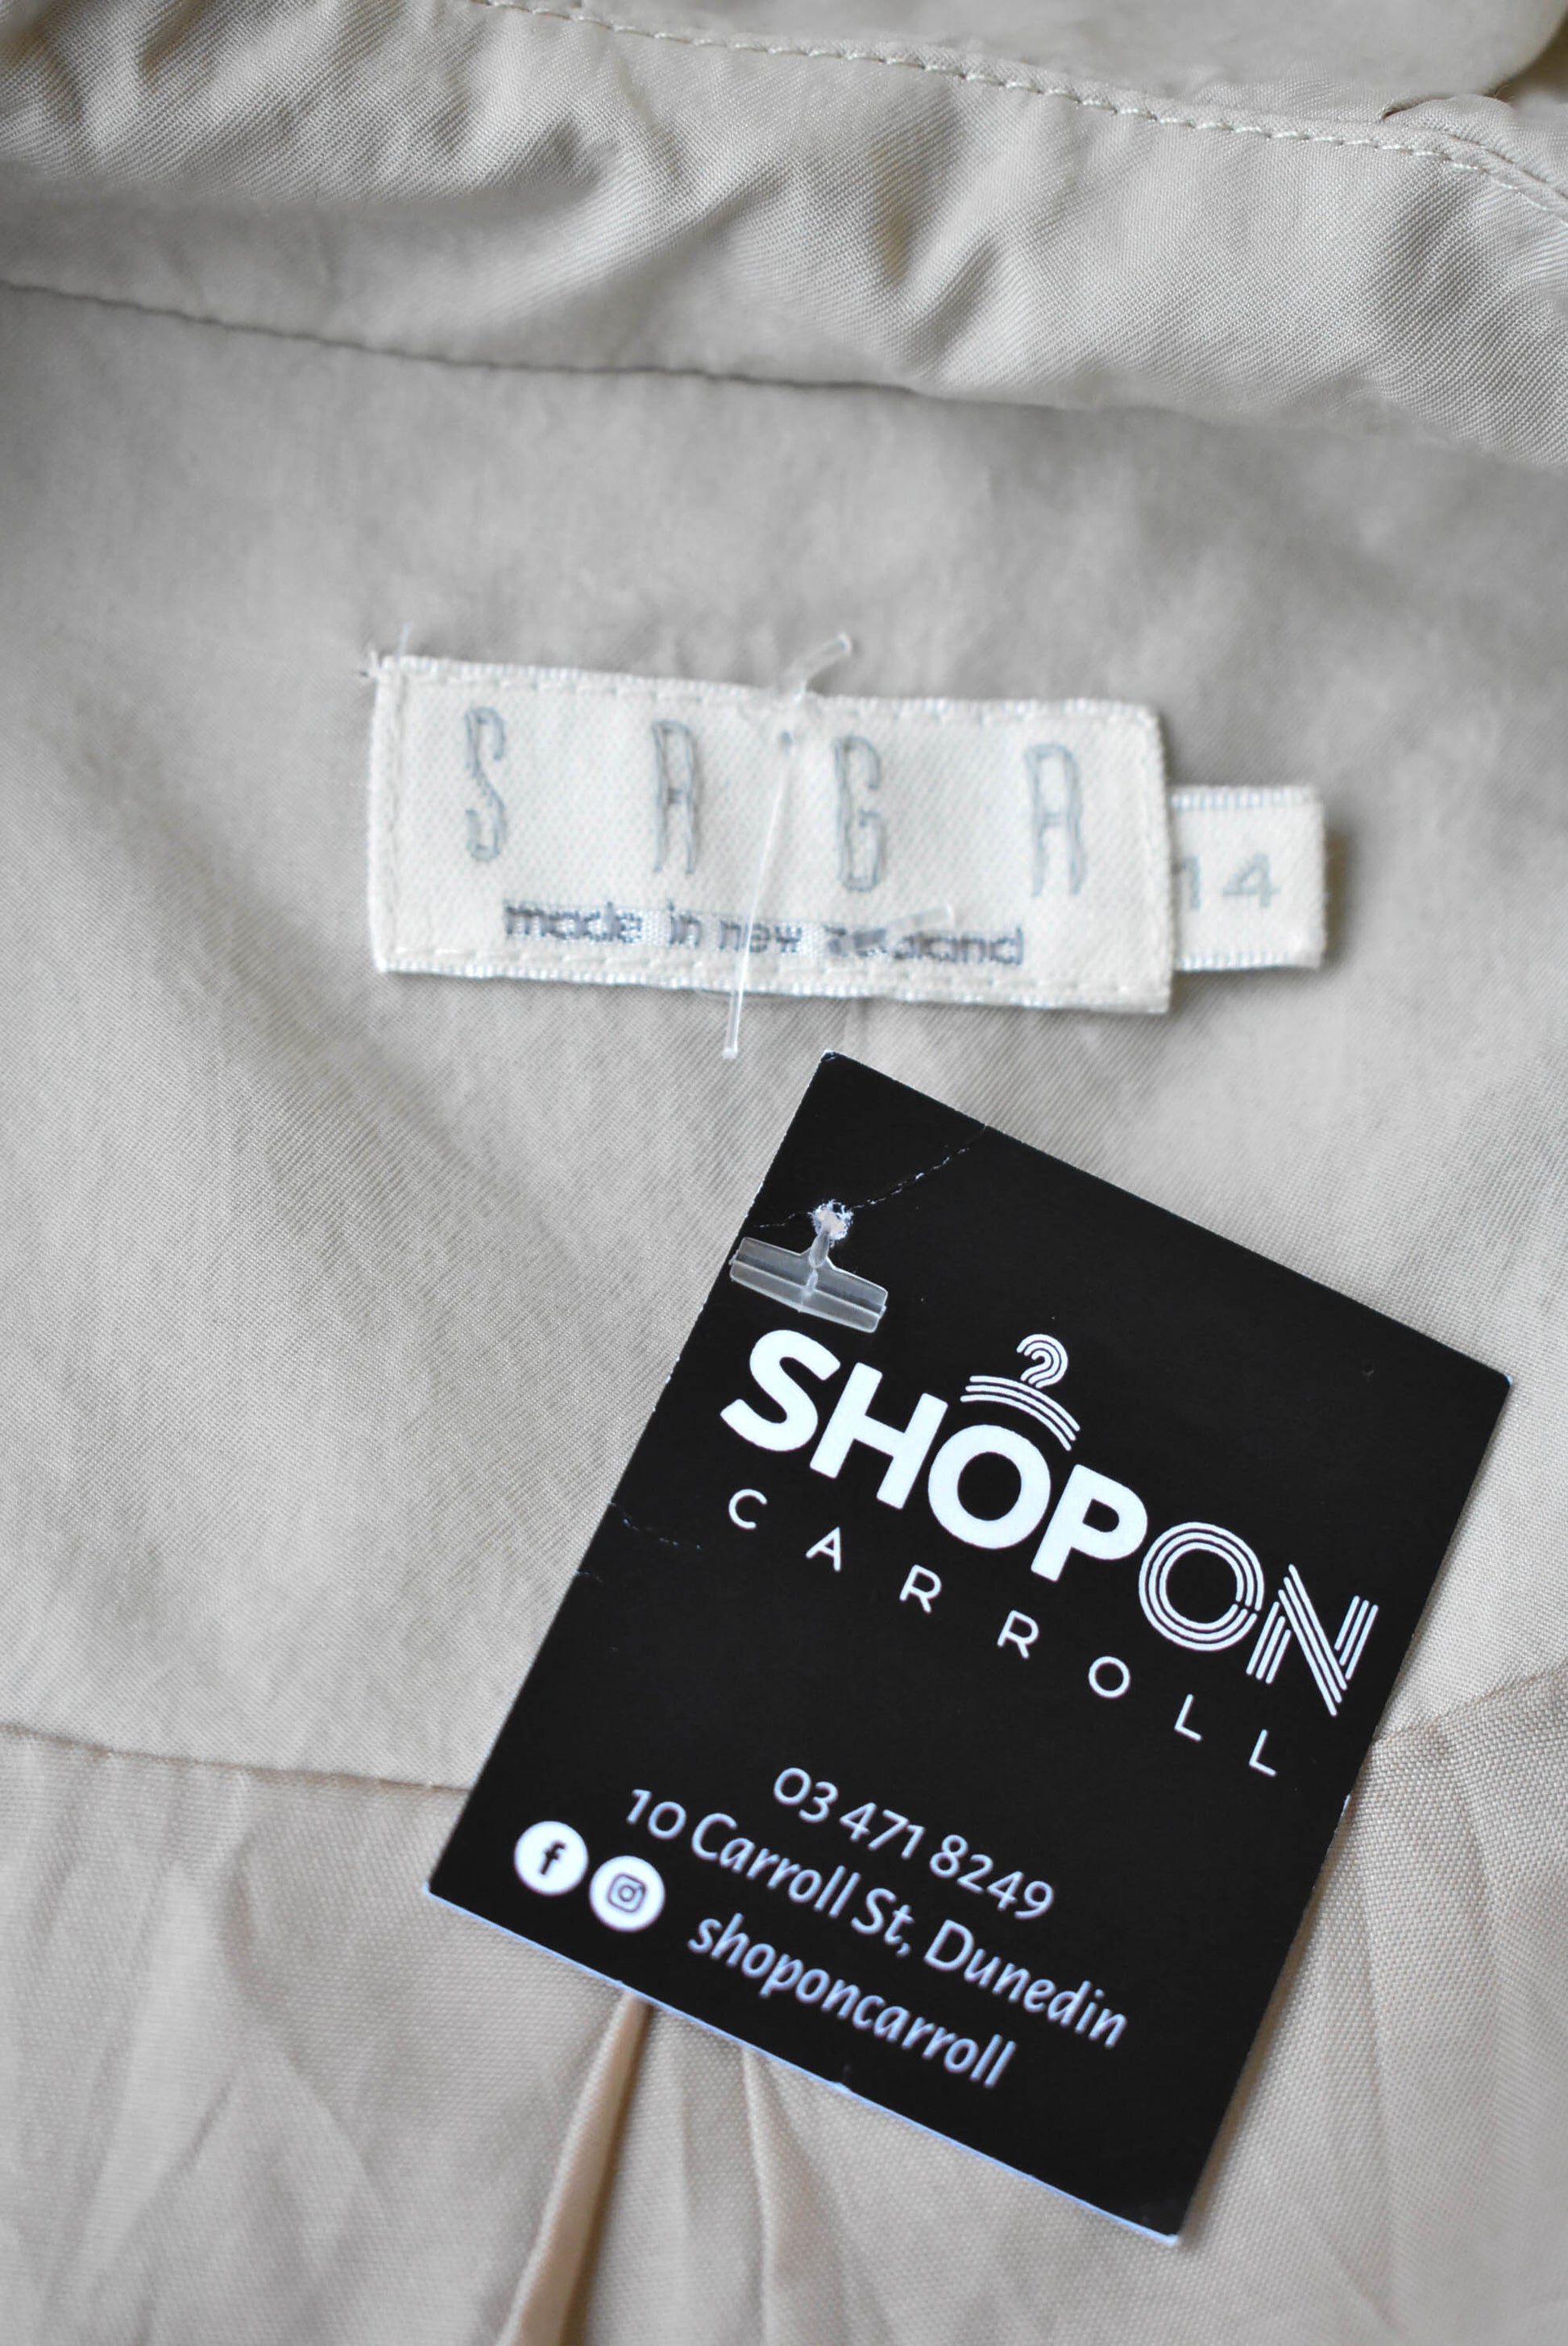 SAGA
made in new zealand
14
SHOPON
CARROLL
03 471 8249
10 Carroll St, Dunedin
shoponcarroll